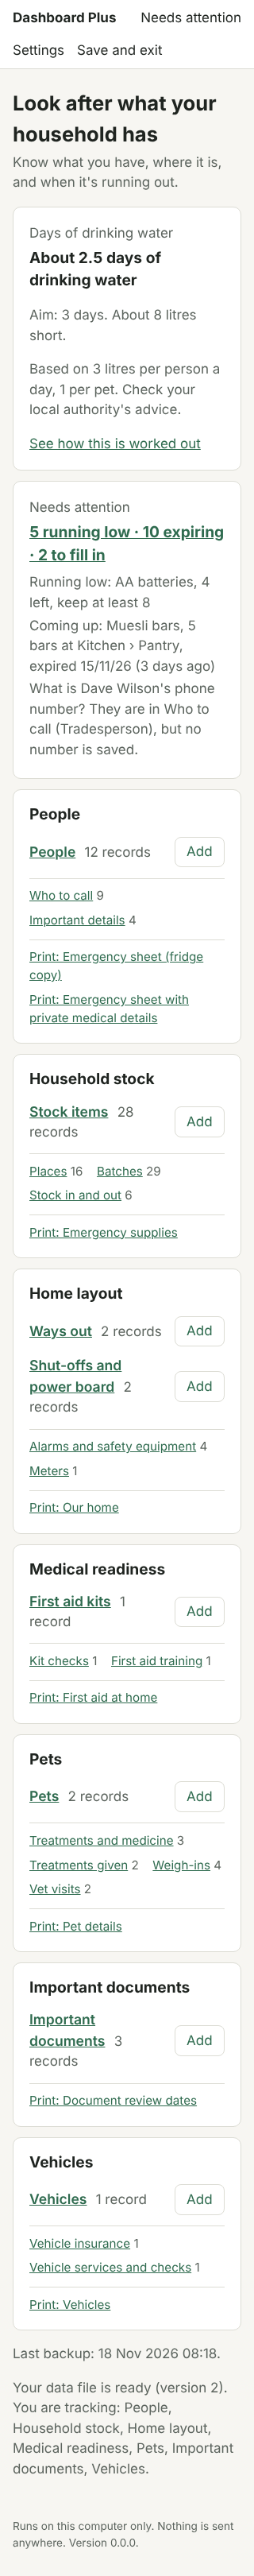 Dashboard Plus Needs attention
Settings Save and exit
Look after what your
household has
Know what you have, where it is,
and when it's running out.
Days of drinking water
About 2.5 days of
drinking water
Aim: 3 days. About 8 litres
short.
Based on 3 litres per person a
day, 1 per pet. Check your
local authority's advice.
See how this is worked out
Needs attention
5 running low · 10 expiring
· 2 to fill in
Running low: AA batteries, 4
left, keep at least 8
Coming up: Muesli bars, 5
bars at Kitchen › Pantry,
expired 15/11/26 (3 days ago)
What is Dave Wilson's phone
number? They are in Who to
call (Tradesperson), but no
number is saved.
People
People 12 records Add
Who to call 9
Important details 4
Print: Emergency sheet (fridge
copy)
Print: Emergency sheet with
private medical details
Household stock
Stock items 28
records Add
Places 16 Batches 29
Stock in and out 6
Print: Emergency supplies
Home layout
Ways out 2 records Add
Shut-offs and
power board 2
records Add
Alarms and safety equipment 4
Meters 1
Print: Our home
Medical readiness
First aid kits 1
record Add
Kit checks 1 First aid training 1
Print: First aid at home
Pets
Pets 2 records Add
Treatments and medicine 3
Treatments given 2 Weigh-ins 4
Vet visits 2
Print: Pet details
Important documents
Important
documents 3
records Add
Print: Document review dates
Vehicles
Vehicles 1 record Add
Vehicle insurance 1
Vehicle services and checks 1
Print: Vehicles
Last backup: 18 Nov 2026 08:18.
Your data file is ready (version 2).
You are tracking: People,
Household stock, Home layout,
Medical readiness, Pets, Important
documents, Vehicles.
Runs on this computer only. Nothing is sent
anywhere. Version 0.0.0.